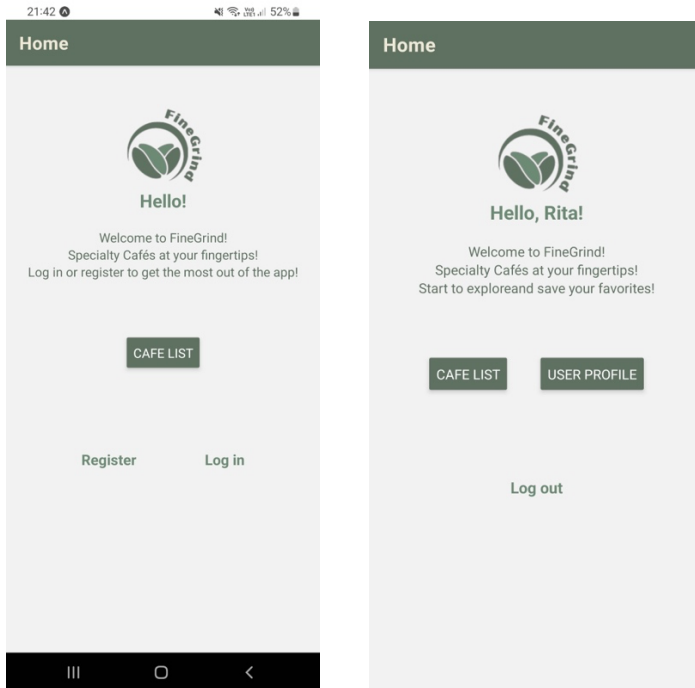 21:42 52%
Home
FineGrind
Hello!
Welcome to FineGrind!
Specialty Cafés at your fingertips!
Log in or register to get the most out of the app!
CAFE LIST
Register Log in
Home
FineGrind
Hello, Rita!
Welcome to FineGrind!
Specialty Cafés at your fingertips!
Start to exploreand save your favorites!
CAFE LIST USER PROFILE
Log out